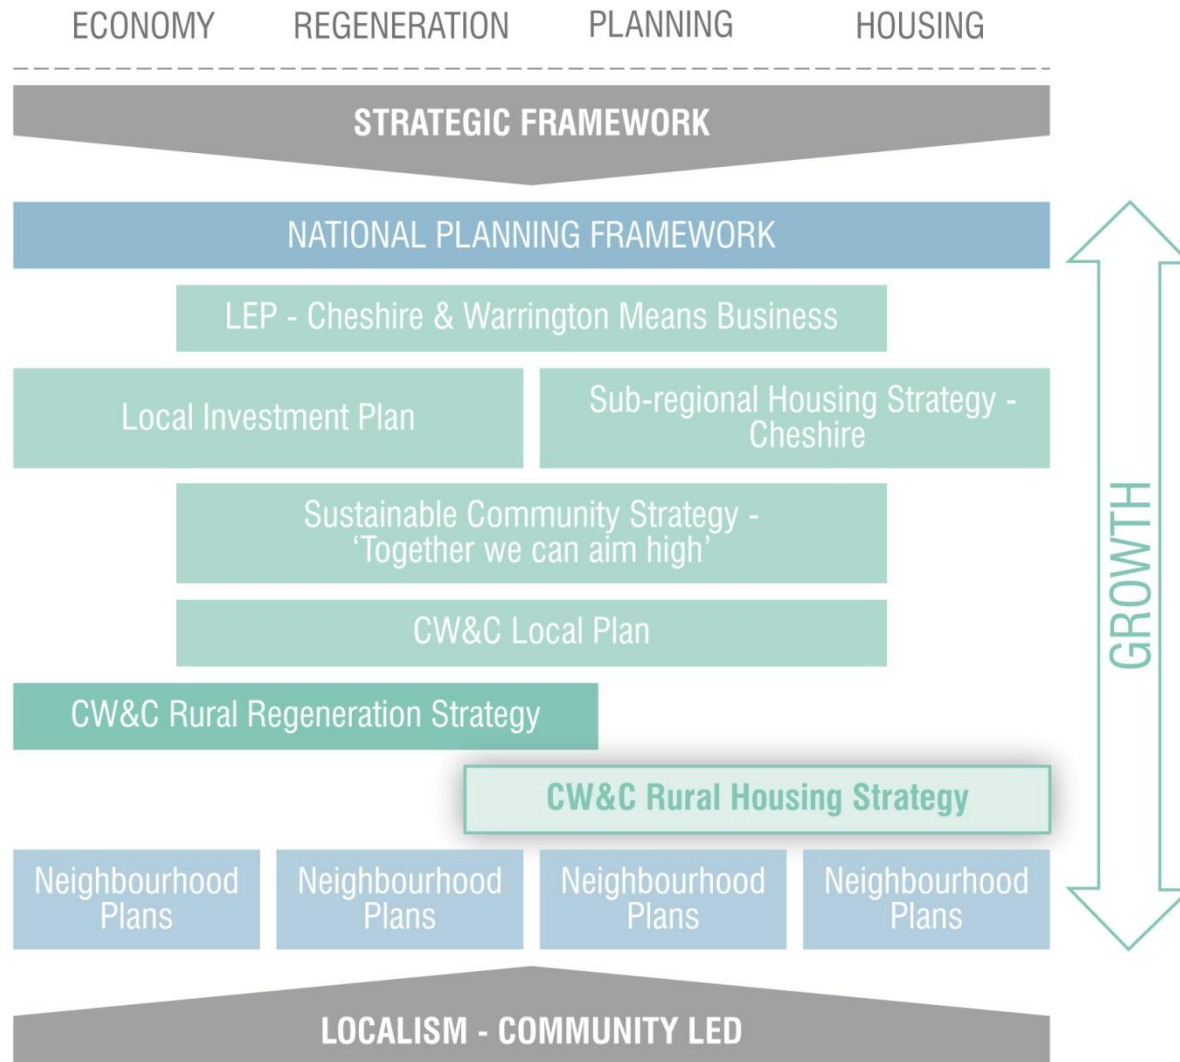 ECONOMY REGENERATION PLANNING HOUSING
STRATEGIC FRAMEWORK
NATIONAL PLANNING FRAMEWORK
LEP - Cheshire & Warrington Means Business
Local Investment Plan
Sub-regional Housing Strategy -
Cheshire
Sustainable Community Strategy -
‘Together we can aim high’
CW&C Local Plan
CW&C Rural Regeneration Strategy
CW&C Rural Housing Strategy
Neighbourhood
Plans
Neighbourhood
Plans
Neighbourhood
Plans
Neighbourhood
Plans
LOCALISM - COMMUNITY LED
GROWTH